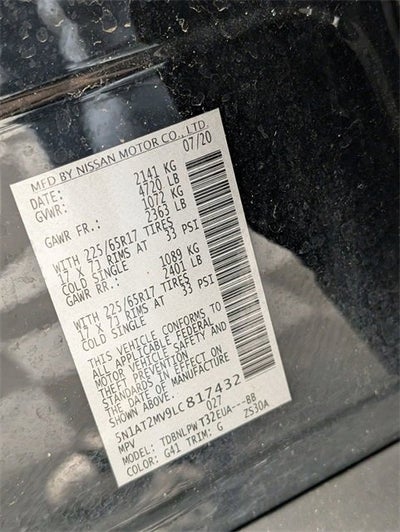 MFD BY NISSAN MOTOR CO., LTD.
DATE: 07/20
GVWR: 2141 KG
4720 LB
GAWR FR.: 1072 KG
2363 LB
WITH 225/65R17 TIRES
17 X 7J RIMS AT 33 PSI
COLD SINGLE
GAWR RR.: 1089 KG
2401 LB
WITH 225/65R17 TIRES
17 X 7J RIMS AT 33 PSI
COLD SINGLE
THIS VEHICLE CONFORMS TO
ALL APPLICABLE FEDERAL
MOTOR VEHICLE SAFETY AND
THEFT PREVENTION
STANDARDS IN EFFECT ON
THE DATE OF MANUFACTURE
SHOWN ABOVE.
5N1AT2MV9LC817432
MPV 027
MODEL: TDBNLPW T32EUA---BB
COLOR: G41 TRIM: G ZS30A